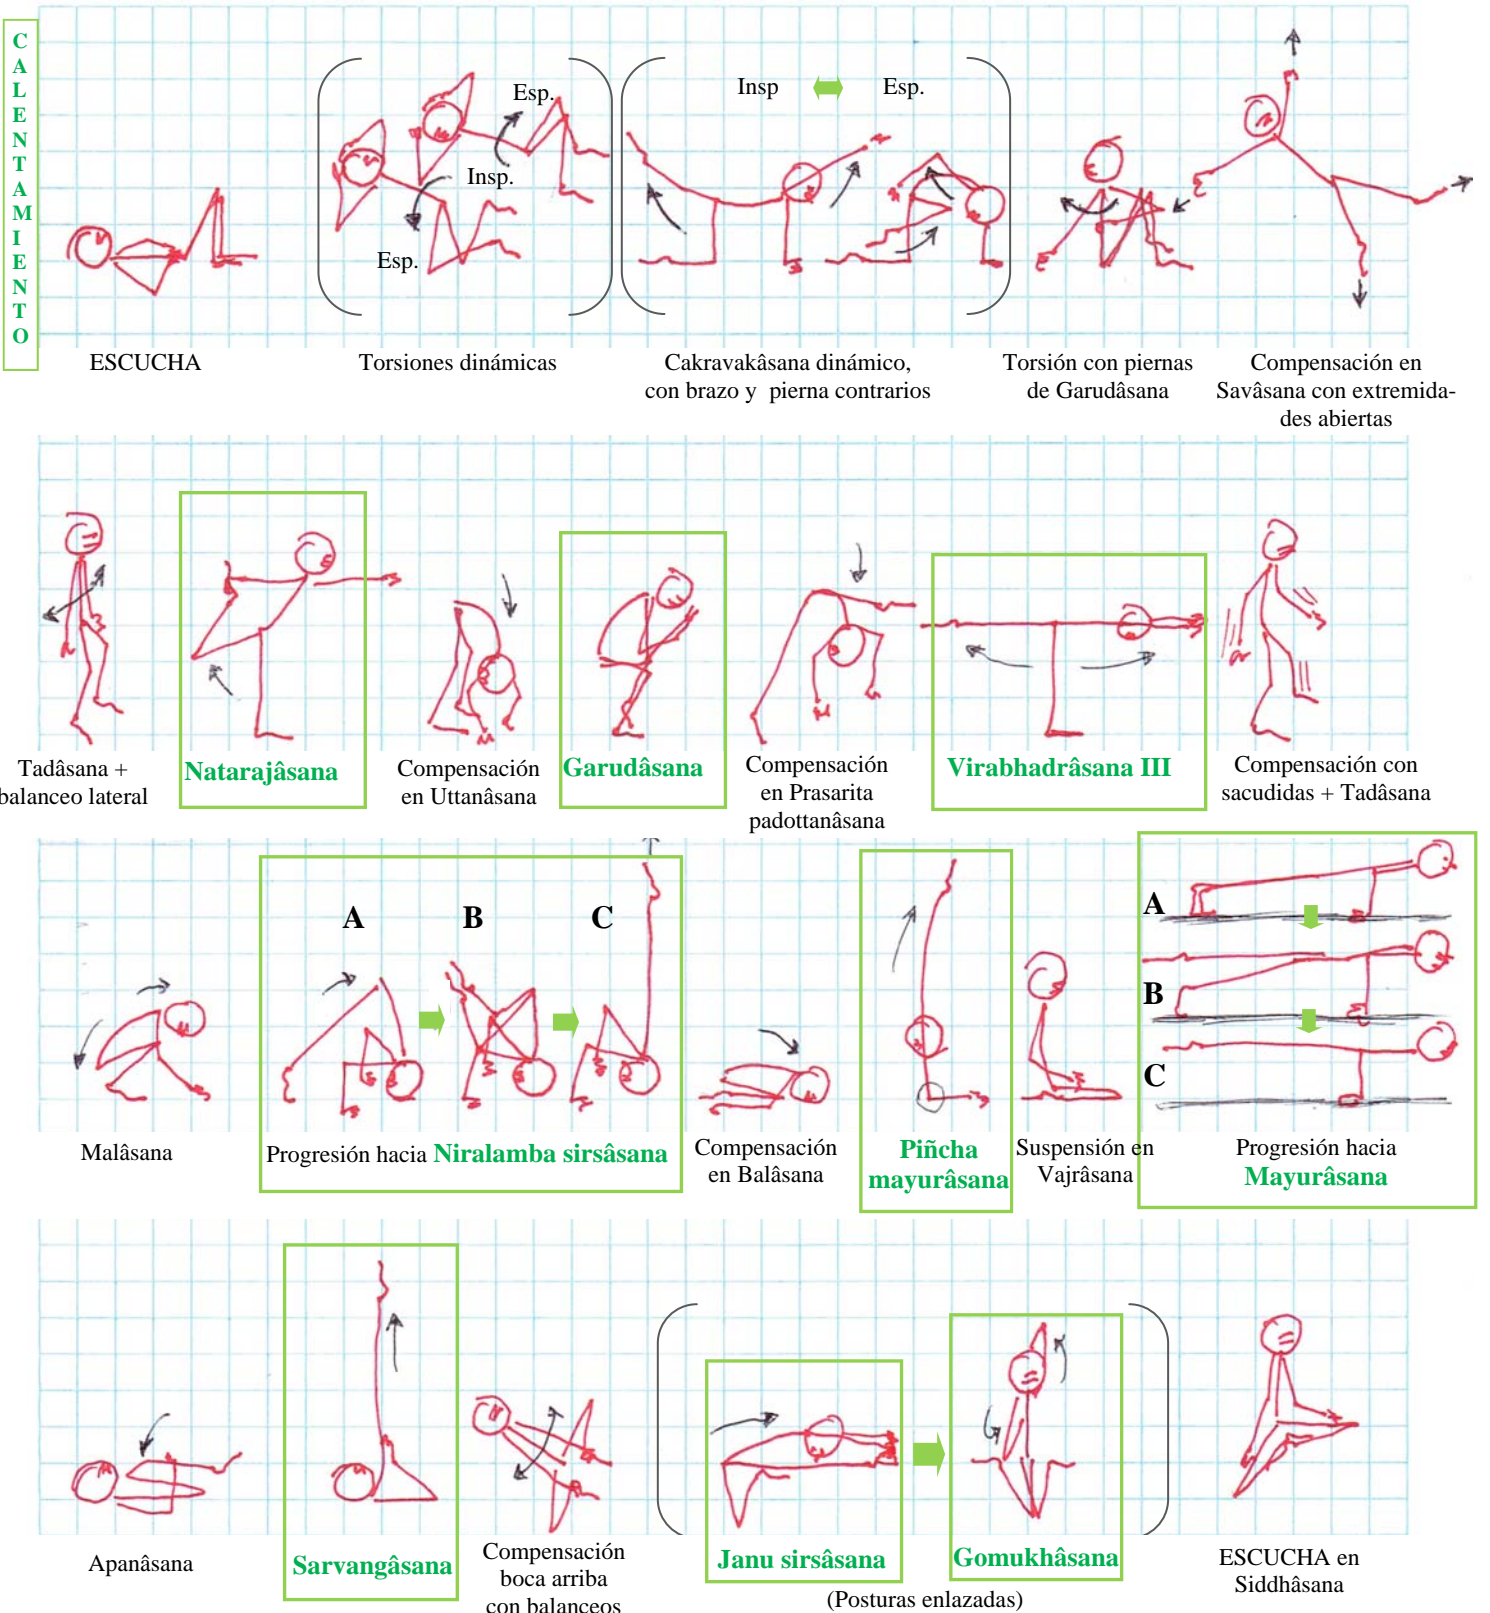 CALENTAMIENTO
Esp.
Insp.
Esp.
Insp
Esp.
ESCUCHA
Torsiones dinámicas
Cakravakâsana dinámico,
con brazo y pierna contrarios
Torsión con piernas
de Garudâsana
Compensación en
Savâsana con extremida-
des abiertas
Tadâsana +
balanceo lateral
Natarajâsana
Compensación
en Uttanâsana
Garudâsana
Compensación
en Prasarita
padottanâsana
Virabhadrâsana III
Compensación con
sacudidas + Tadâsana
A
B
C
A
B
C
Malâsana
Progresión hacia Niralamba sirsâsana
Compensación
en Balâsana
Piñcha
mayurâsana
Suspensión en
Vajrâsana
Progresión hacia
Mayurâsana
Apanâsana
Sarvangâsana
Compensación
boca arriba
con balanceos
Janu sirsâsana
Gomukhâsana
(Posturas enlazadas)
ESCUCHA en
Siddhâsana